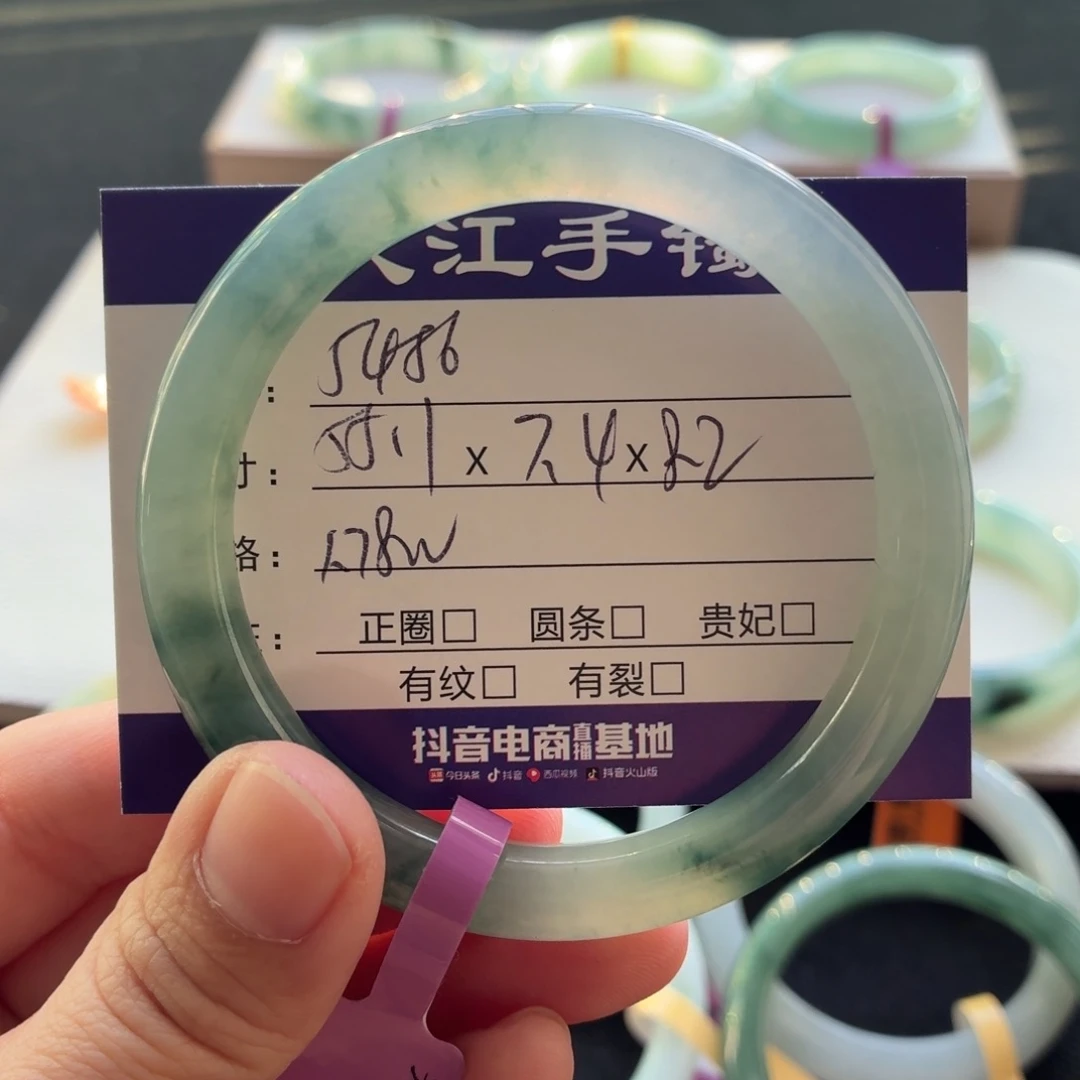 江手镯
: 5486
寸: 55.1 x 7.4 x 8.2
格: 1.78w
正圈□ 圆条□ 贵妃□
有纹□ 有裂□
抖音电商直播基地
今日头条 抖音 西瓜视频 抖音火山版